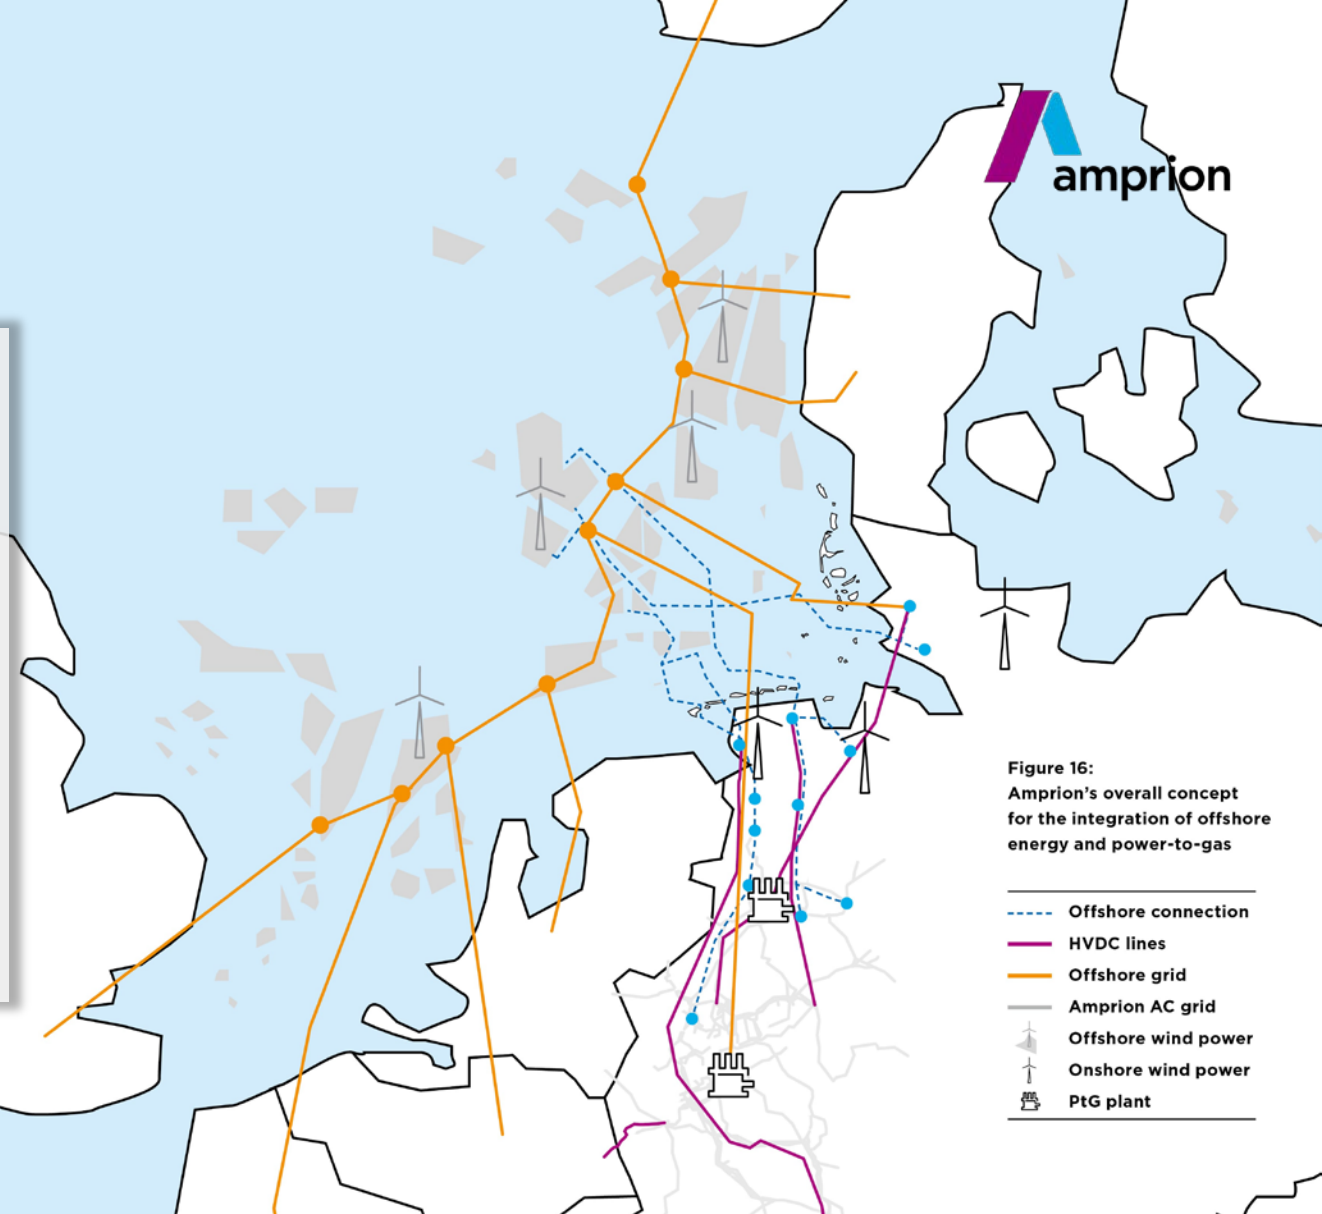 amprion
Figure 16:
Amprion's overall concept
for the integration of offshore
energy and power-to-gas
Offshore connection
HVDC lines
Offshore grid
Amprion AC grid
Offshore wind power
Onshore wind power
PtG plant